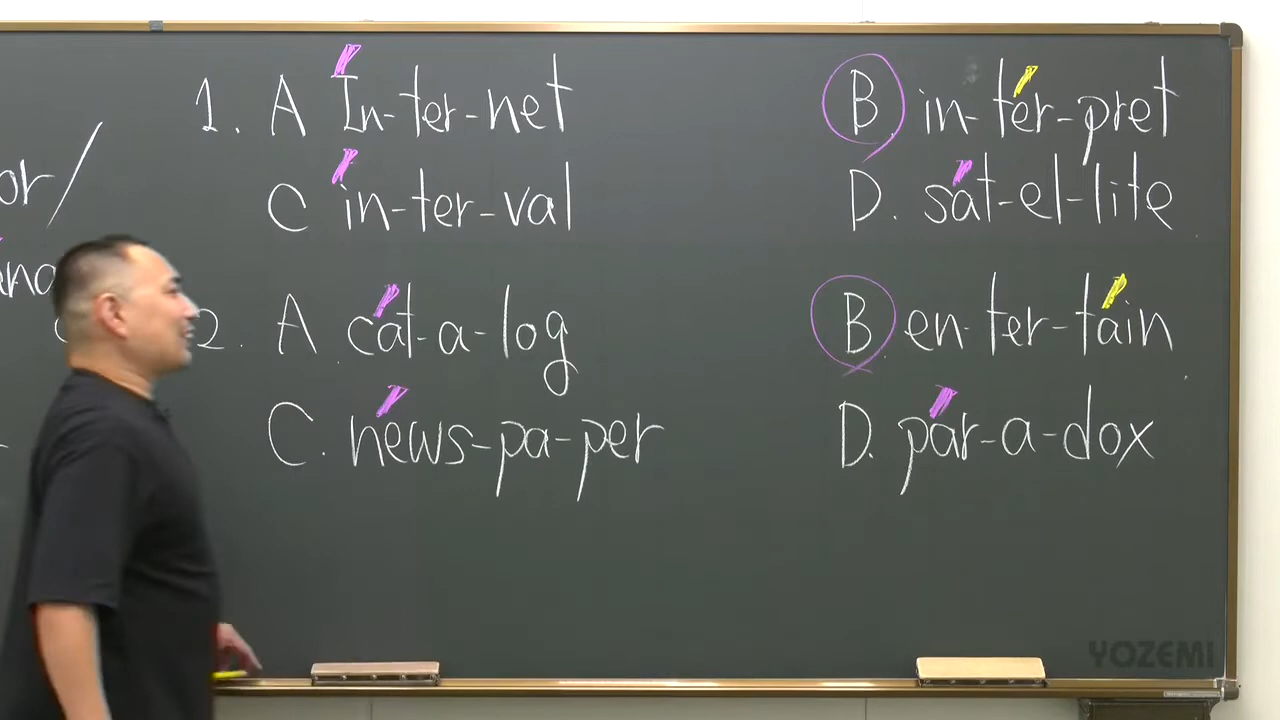 1. A In-ter-net B in-ter-pret
C in-ter-val D. sat-el-lite
2. A cat-a-log B. en-ter-tain
C. news-pa-per D. par-a-dox
or/
YOZEMI